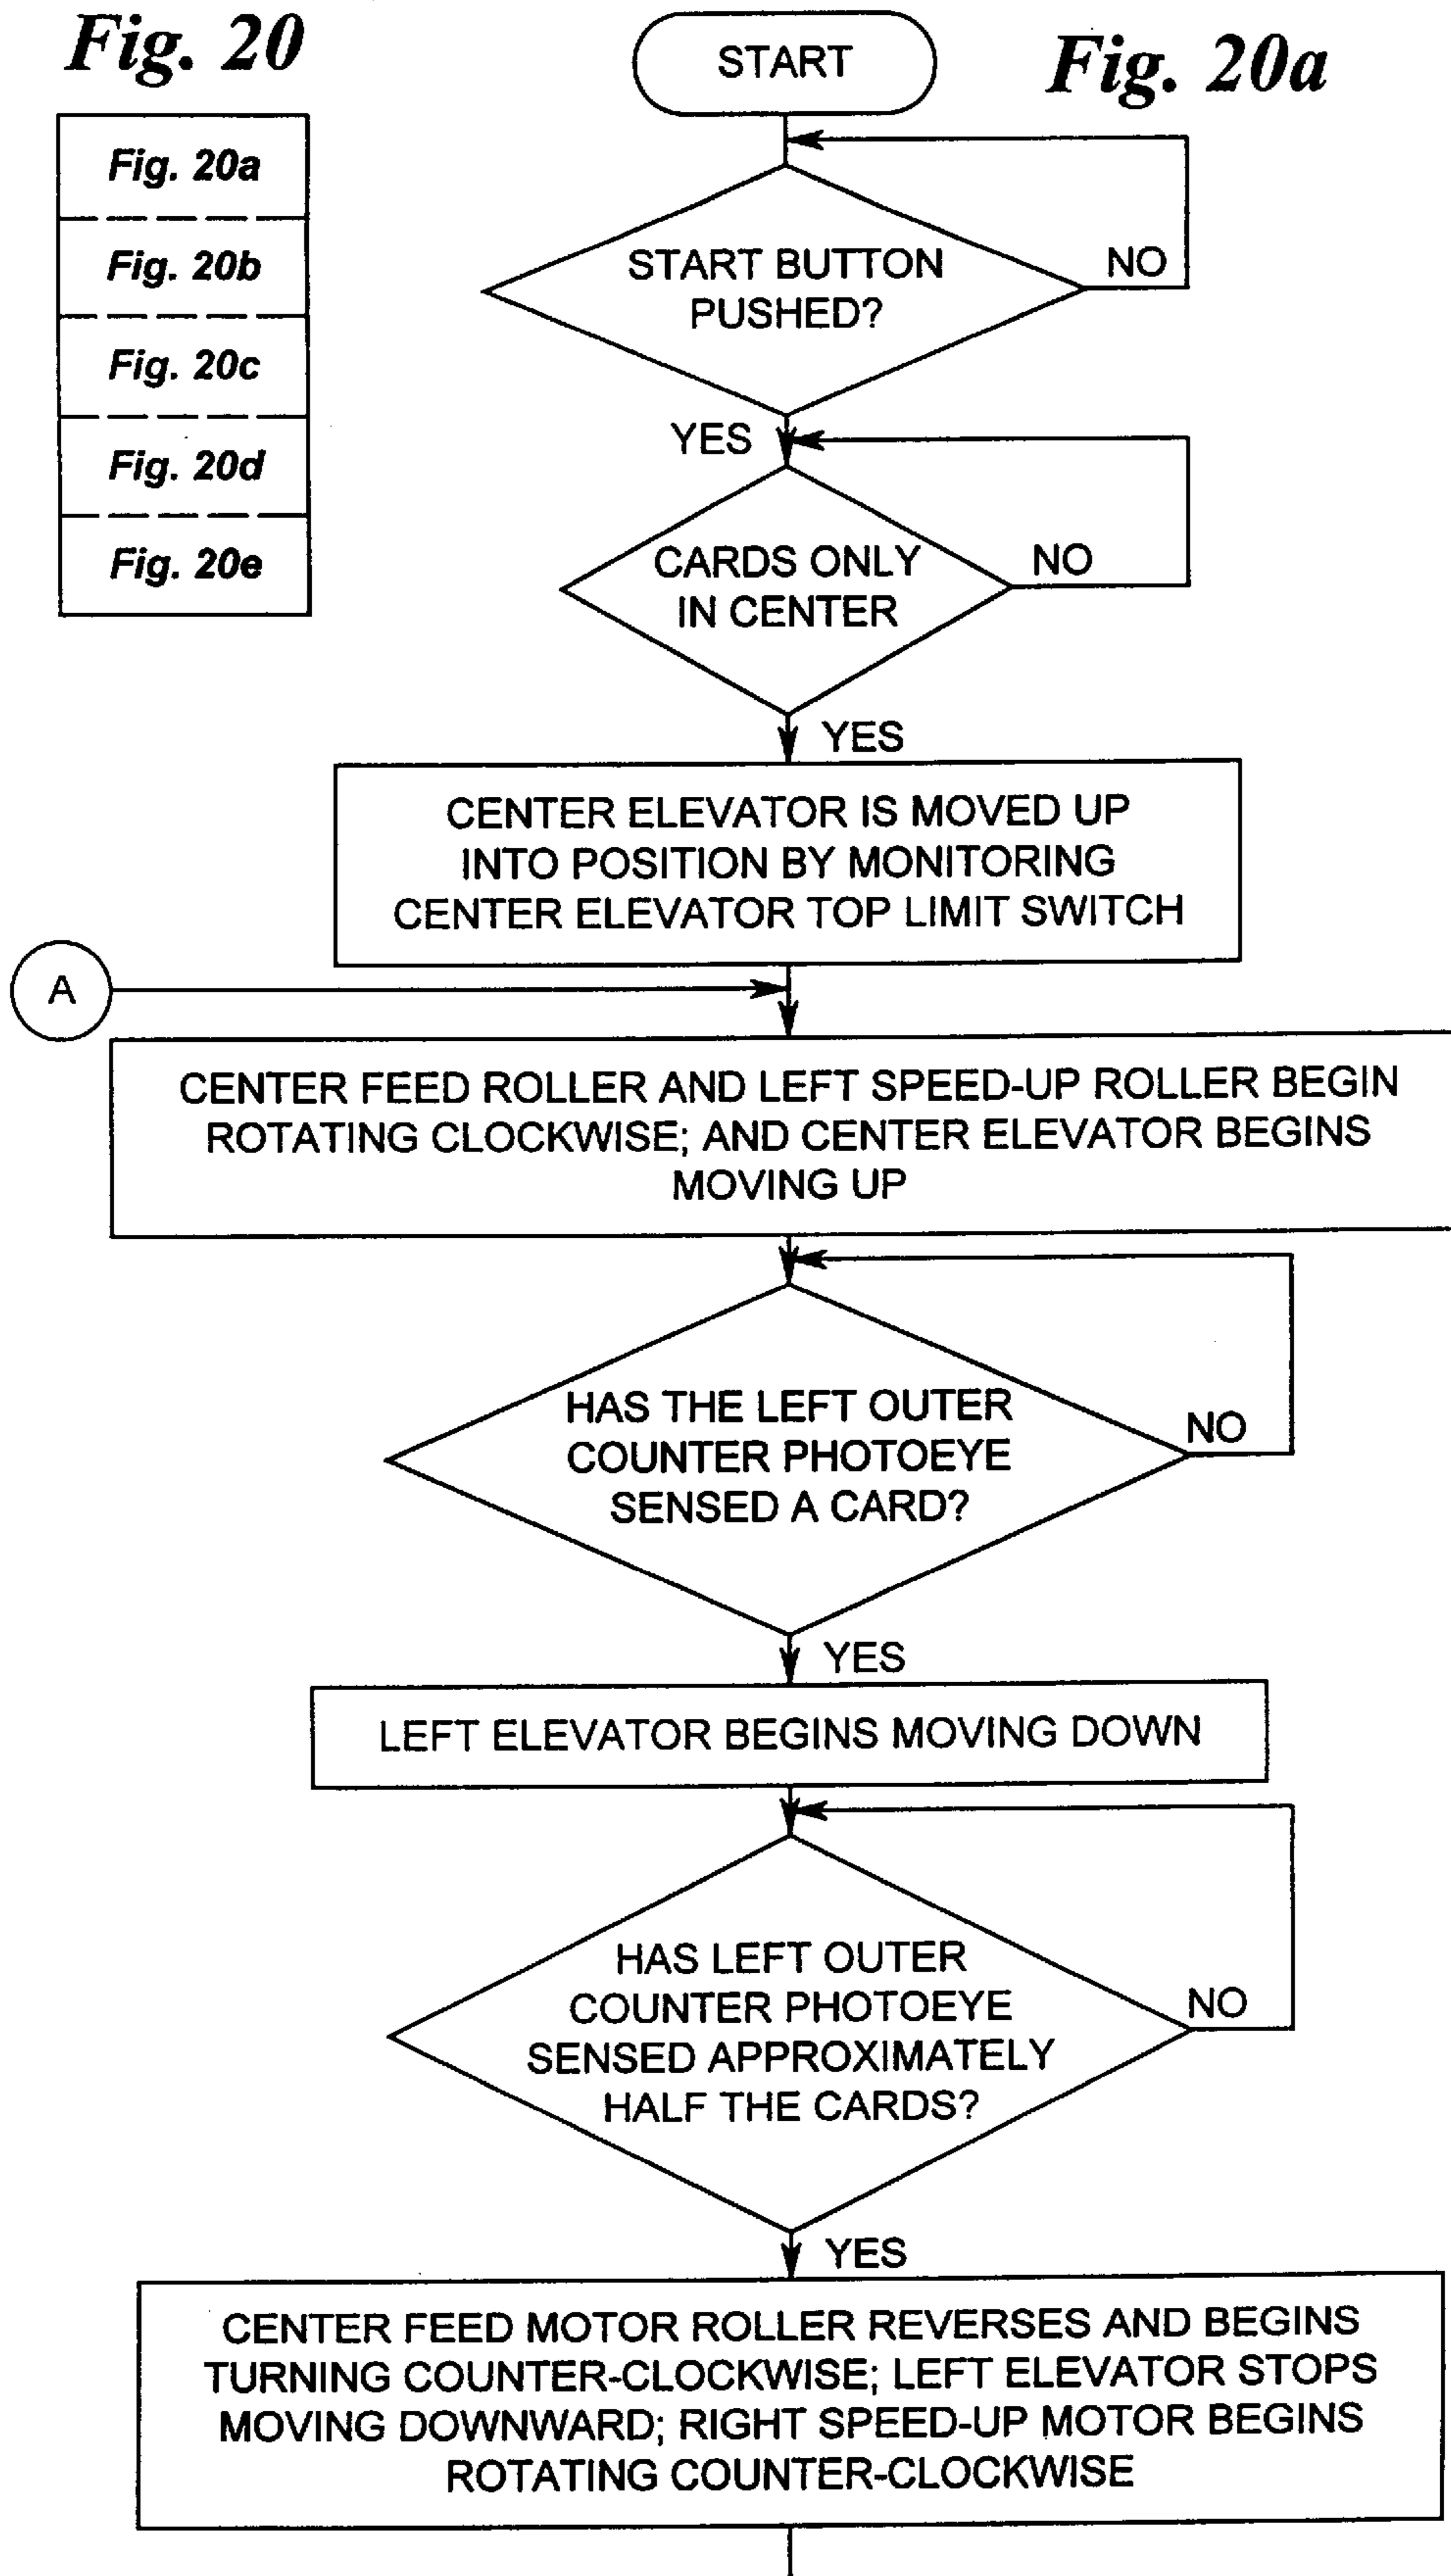 Fig. 20
Fig. 20a
Fig. 20b
Fig. 20c
Fig. 20d
Fig. 20e
Fig. 20a
START
START BUTTON
PUSHED?
NO
YES
CARDS ONLY
IN CENTER
NO
YES
CENTER ELEVATOR IS MOVED UP
INTO POSITION BY MONITORING
CENTER ELEVATOR TOP LIMIT SWITCH
A
CENTER FEED ROLLER AND LEFT SPEED-UP ROLLER BEGIN
ROTATING CLOCKWISE; AND CENTER ELEVATOR BEGINS
MOVING UP
HAS THE LEFT OUTER
COUNTER PHOTOEYE
SENSED A CARD?
NO
YES
LEFT ELEVATOR BEGINS MOVING DOWN
HAS LEFT OUTER
COUNTER PHOTOEYE
SENSED APPROXIMATELY
HALF THE CARDS?
NO
YES
CENTER FEED MOTOR ROLLER REVERSES AND BEGINS
TURNING COUNTER-CLOCKWISE; LEFT ELEVATOR STOPS
MOVING DOWNWARD; RIGHT SPEED-UP MOTOR BEGINS
ROTATING COUNTER-CLOCKWISE